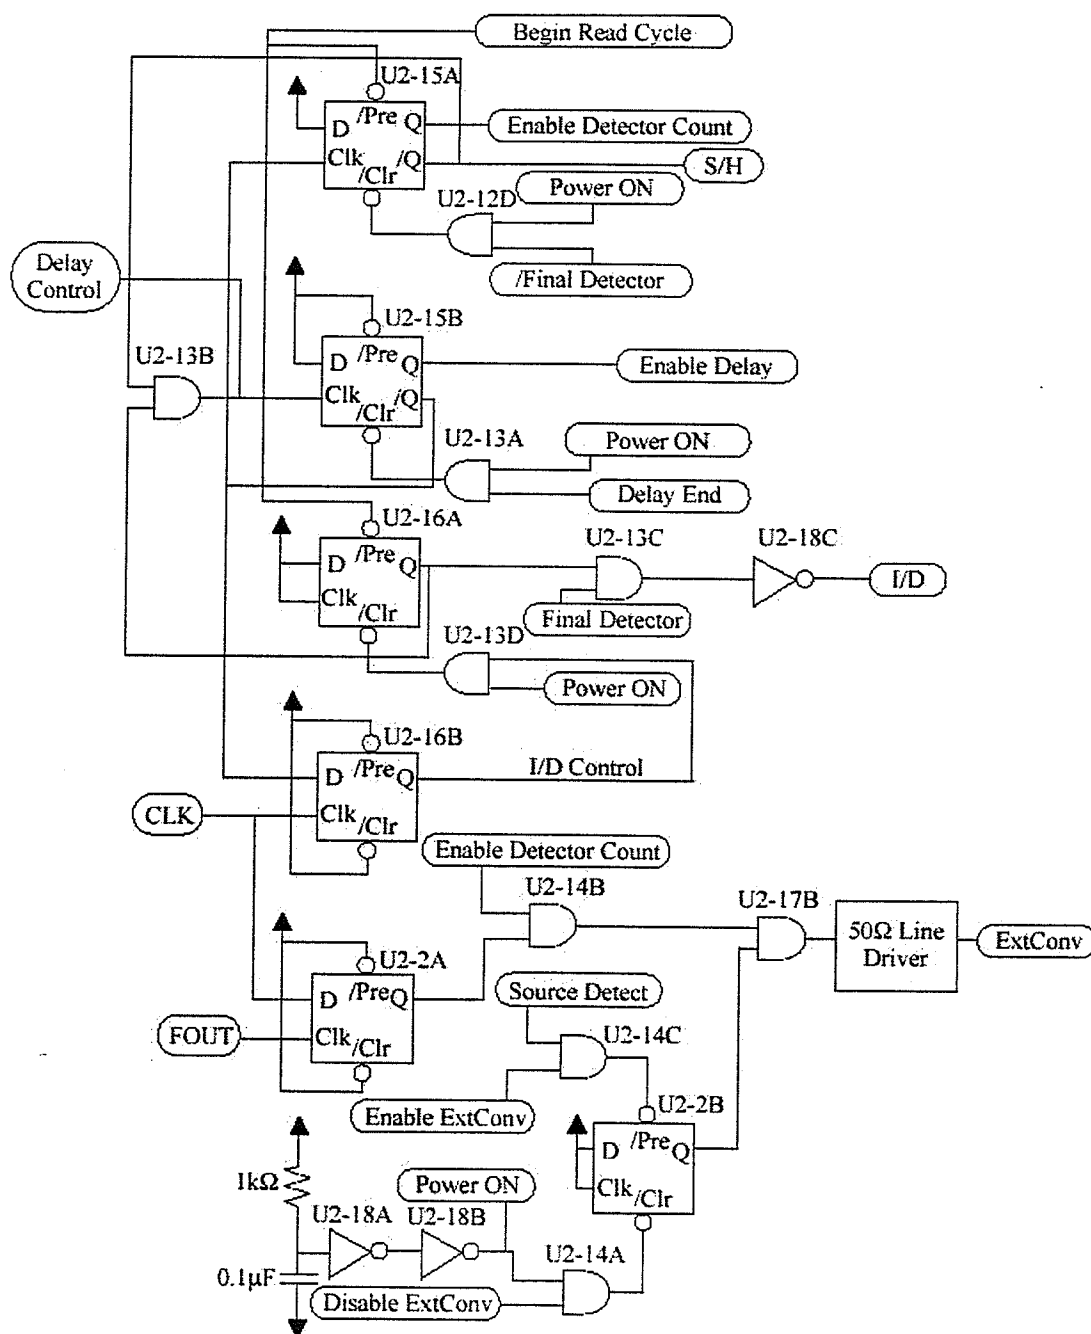 Begin Read Cycle
U2-15A
/Pre
D
Q
Enable Detector Count
Clk
/Q
/Clr
S/H
U2-12D
Power ON
Delay
Control
/Final Detector
U2-15B
U2-13B
/Pre
D
Q
Enable Delay
Clk
/Q
/Clr
U2-13A
Power ON
Delay End
U2-16A
U2-13C
U2-18C
/Pre
D
Q
I/D
Clk
/Clr
Final Detector
U2-13D
Power ON
U2-16B
/Pre
D
Q
I/D Control
CLK
Clk
/Clr
Enable Detector Count
U2-14B
U2-17B
50Ω Line
Driver
ExtConv
U2-2A
/Pre
D
Q
Source Detect
FOUT
Clk
/Clr
U2-14C
Enable ExtConv
U2-2B
/Pre
D
Q
Clk
/Clr
1kΩ
Power ON
U2-18A
U2-18B
U2-14A
0.1µF
Disable ExtConv